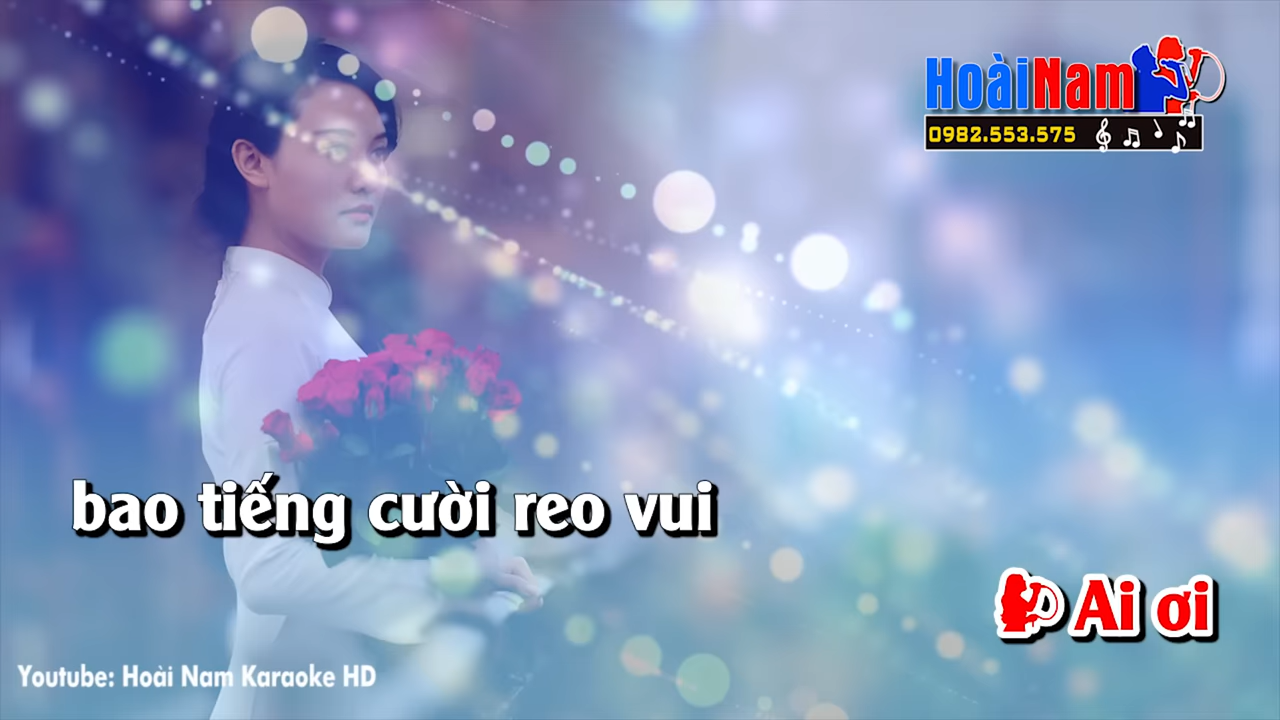 HoàiNam
0982.553.575
bao tiếng cười reo vui
Ai ơi
Youtube: Hoài Nam Karaoke HD